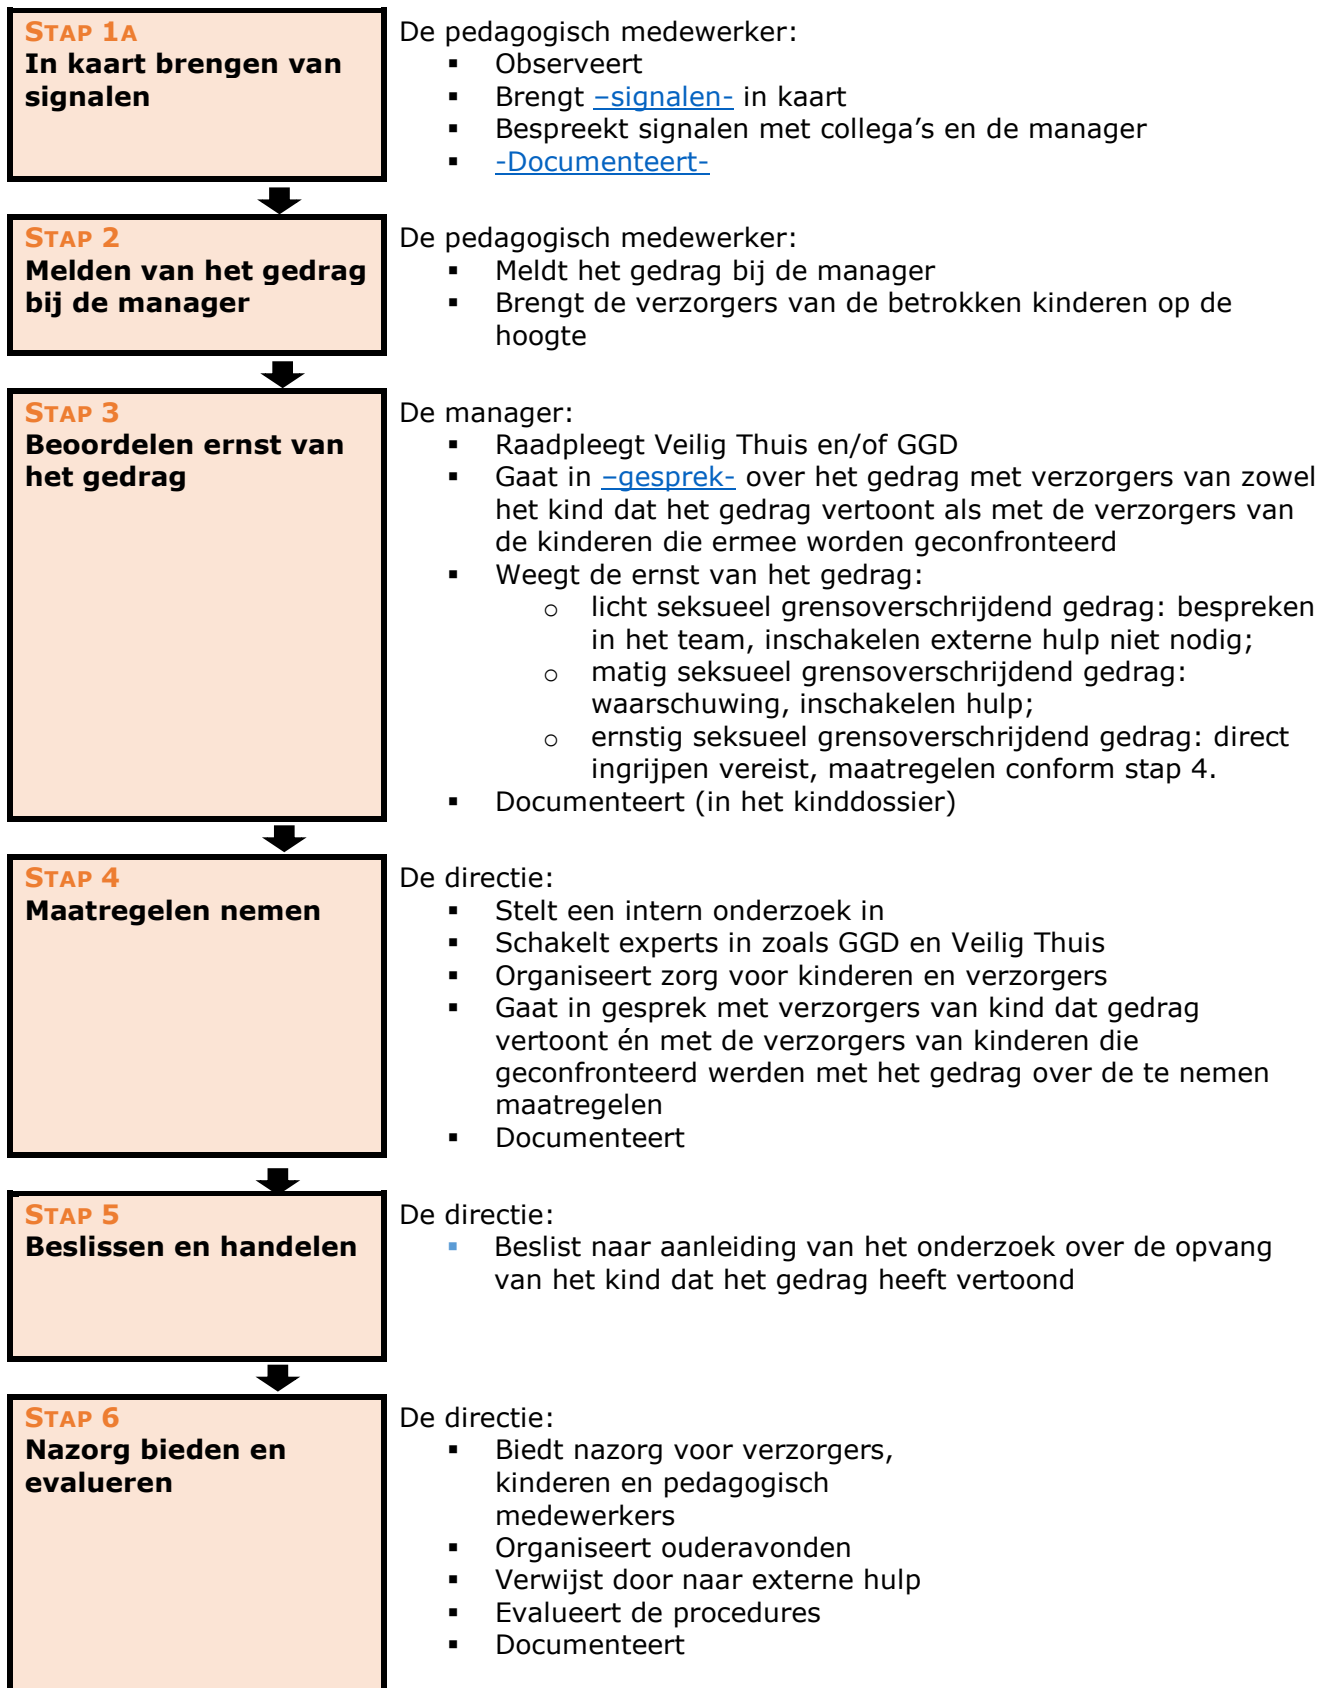 STAP 1A
In kaart brengen van
signalen
De pedagogisch medewerker:
▪ Observeert
▪ Brengt –signalen- in kaart
▪ Bespreekt signalen met collega’s en de manager
▪ -Documenteert-
STAP 2
Melden van het gedrag
bij de manager
De pedagogisch medewerker:
▪ Meldt het gedrag bij de manager
▪ Brengt de verzorgers van de betrokken kinderen op de
hoogte
STAP 3
Beoordelen ernst van
het gedrag
De manager:
▪ Raadpleegt Veilig Thuis en/of GGD
▪ Gaat in –gesprek- over het gedrag met verzorgers van zowel
het kind dat het gedrag vertoont als met de verzorgers van
de kinderen die ermee worden geconfronteerd
▪ Weegt de ernst van het gedrag:
o licht seksueel grensoverschrijdend gedrag: bespreken
in het team, inschakelen externe hulp niet nodig;
o matig seksueel grensoverschrijdend gedrag:
waarschuwing, inschakelen hulp;
o ernstig seksueel grensoverschrijdend gedrag: direct
ingrijpen vereist, maatregelen conform stap 4.
▪ Documenteert (in het kinddossier)
STAP 4
Maatregelen nemen
De directie:
▪ Stelt een intern onderzoek in
▪ Schakelt experts in zoals GGD en Veilig Thuis
▪ Organiseert zorg voor kinderen en verzorgers
▪ Gaat in gesprek met verzorgers van kind dat gedrag
vertoont én met de verzorgers van kinderen die
geconfronteerd werden met het gedrag over de te nemen
maatregelen
▪ Documenteert
STAP 5
Beslissen en handelen
De directie:
▪ Beslist naar aanleiding van het onderzoek over de opvang
van het kind dat het gedrag heeft vertoond
STAP 6
Nazorg bieden en
evalueren
De directie:
▪ Biedt nazorg voor verzorgers,
kinderen en pedagogisch
medewerkers
▪ Organiseert ouderavonden
▪ Verwijst door naar externe hulp
▪ Evalueert de procedures
▪ Documenteert